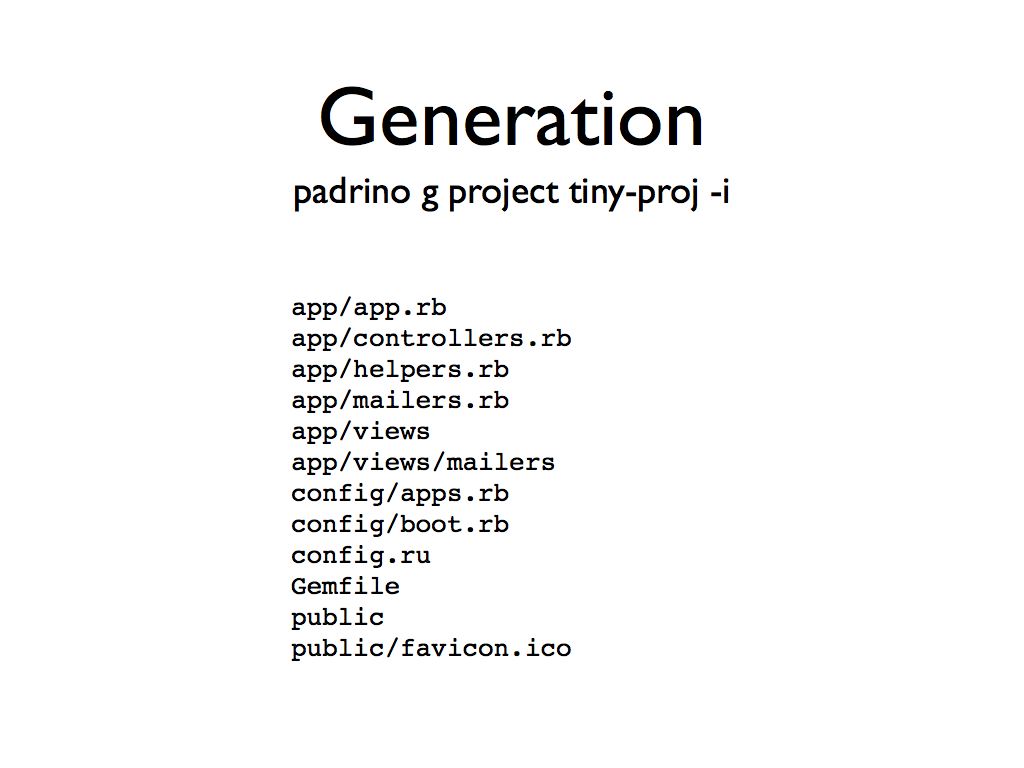 Generation
padrino g project tiny-proj -i
app/app.rb
app/controllers.rb
app/helpers.rb
app/mailers.rb
app/views
app/views/mailers
config/apps.rb
config/boot.rb
config.ru
Gemfile
public
public/favicon.ico